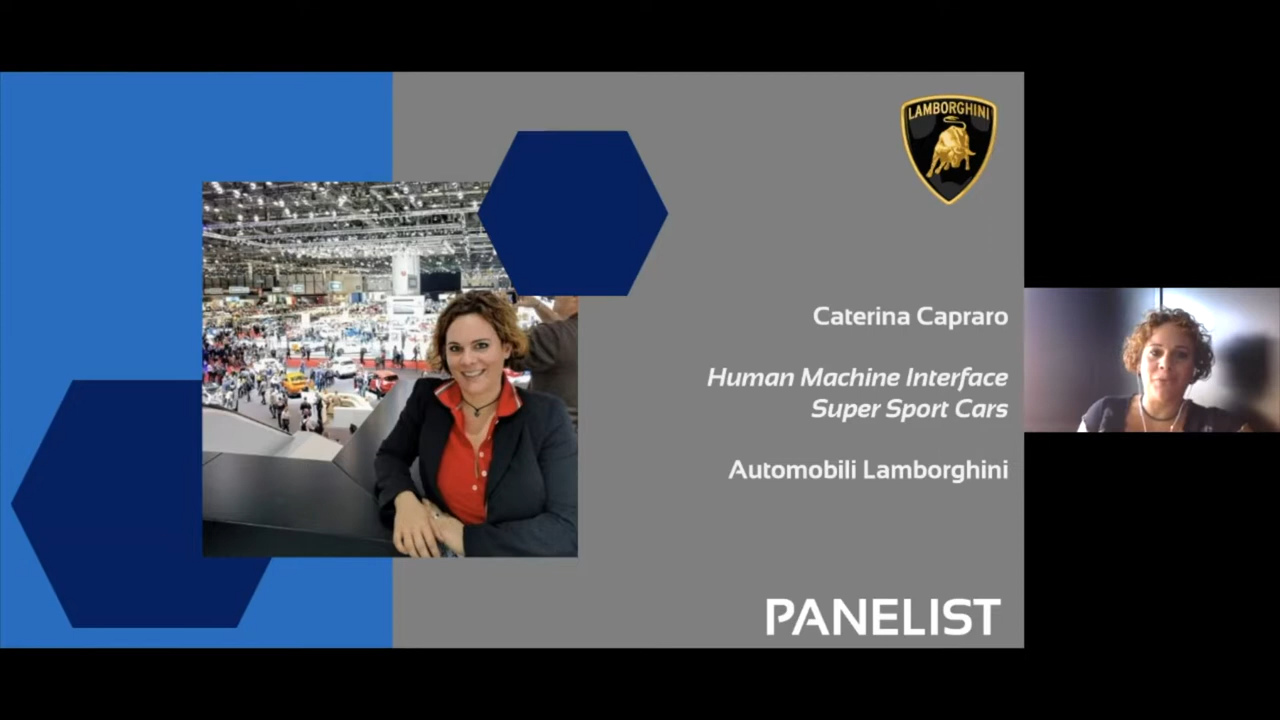 LAMBORGHINI
Caterina Capraro
Human Machine Interface
Super Sport Cars
Automobili Lamborghini
PANELIST